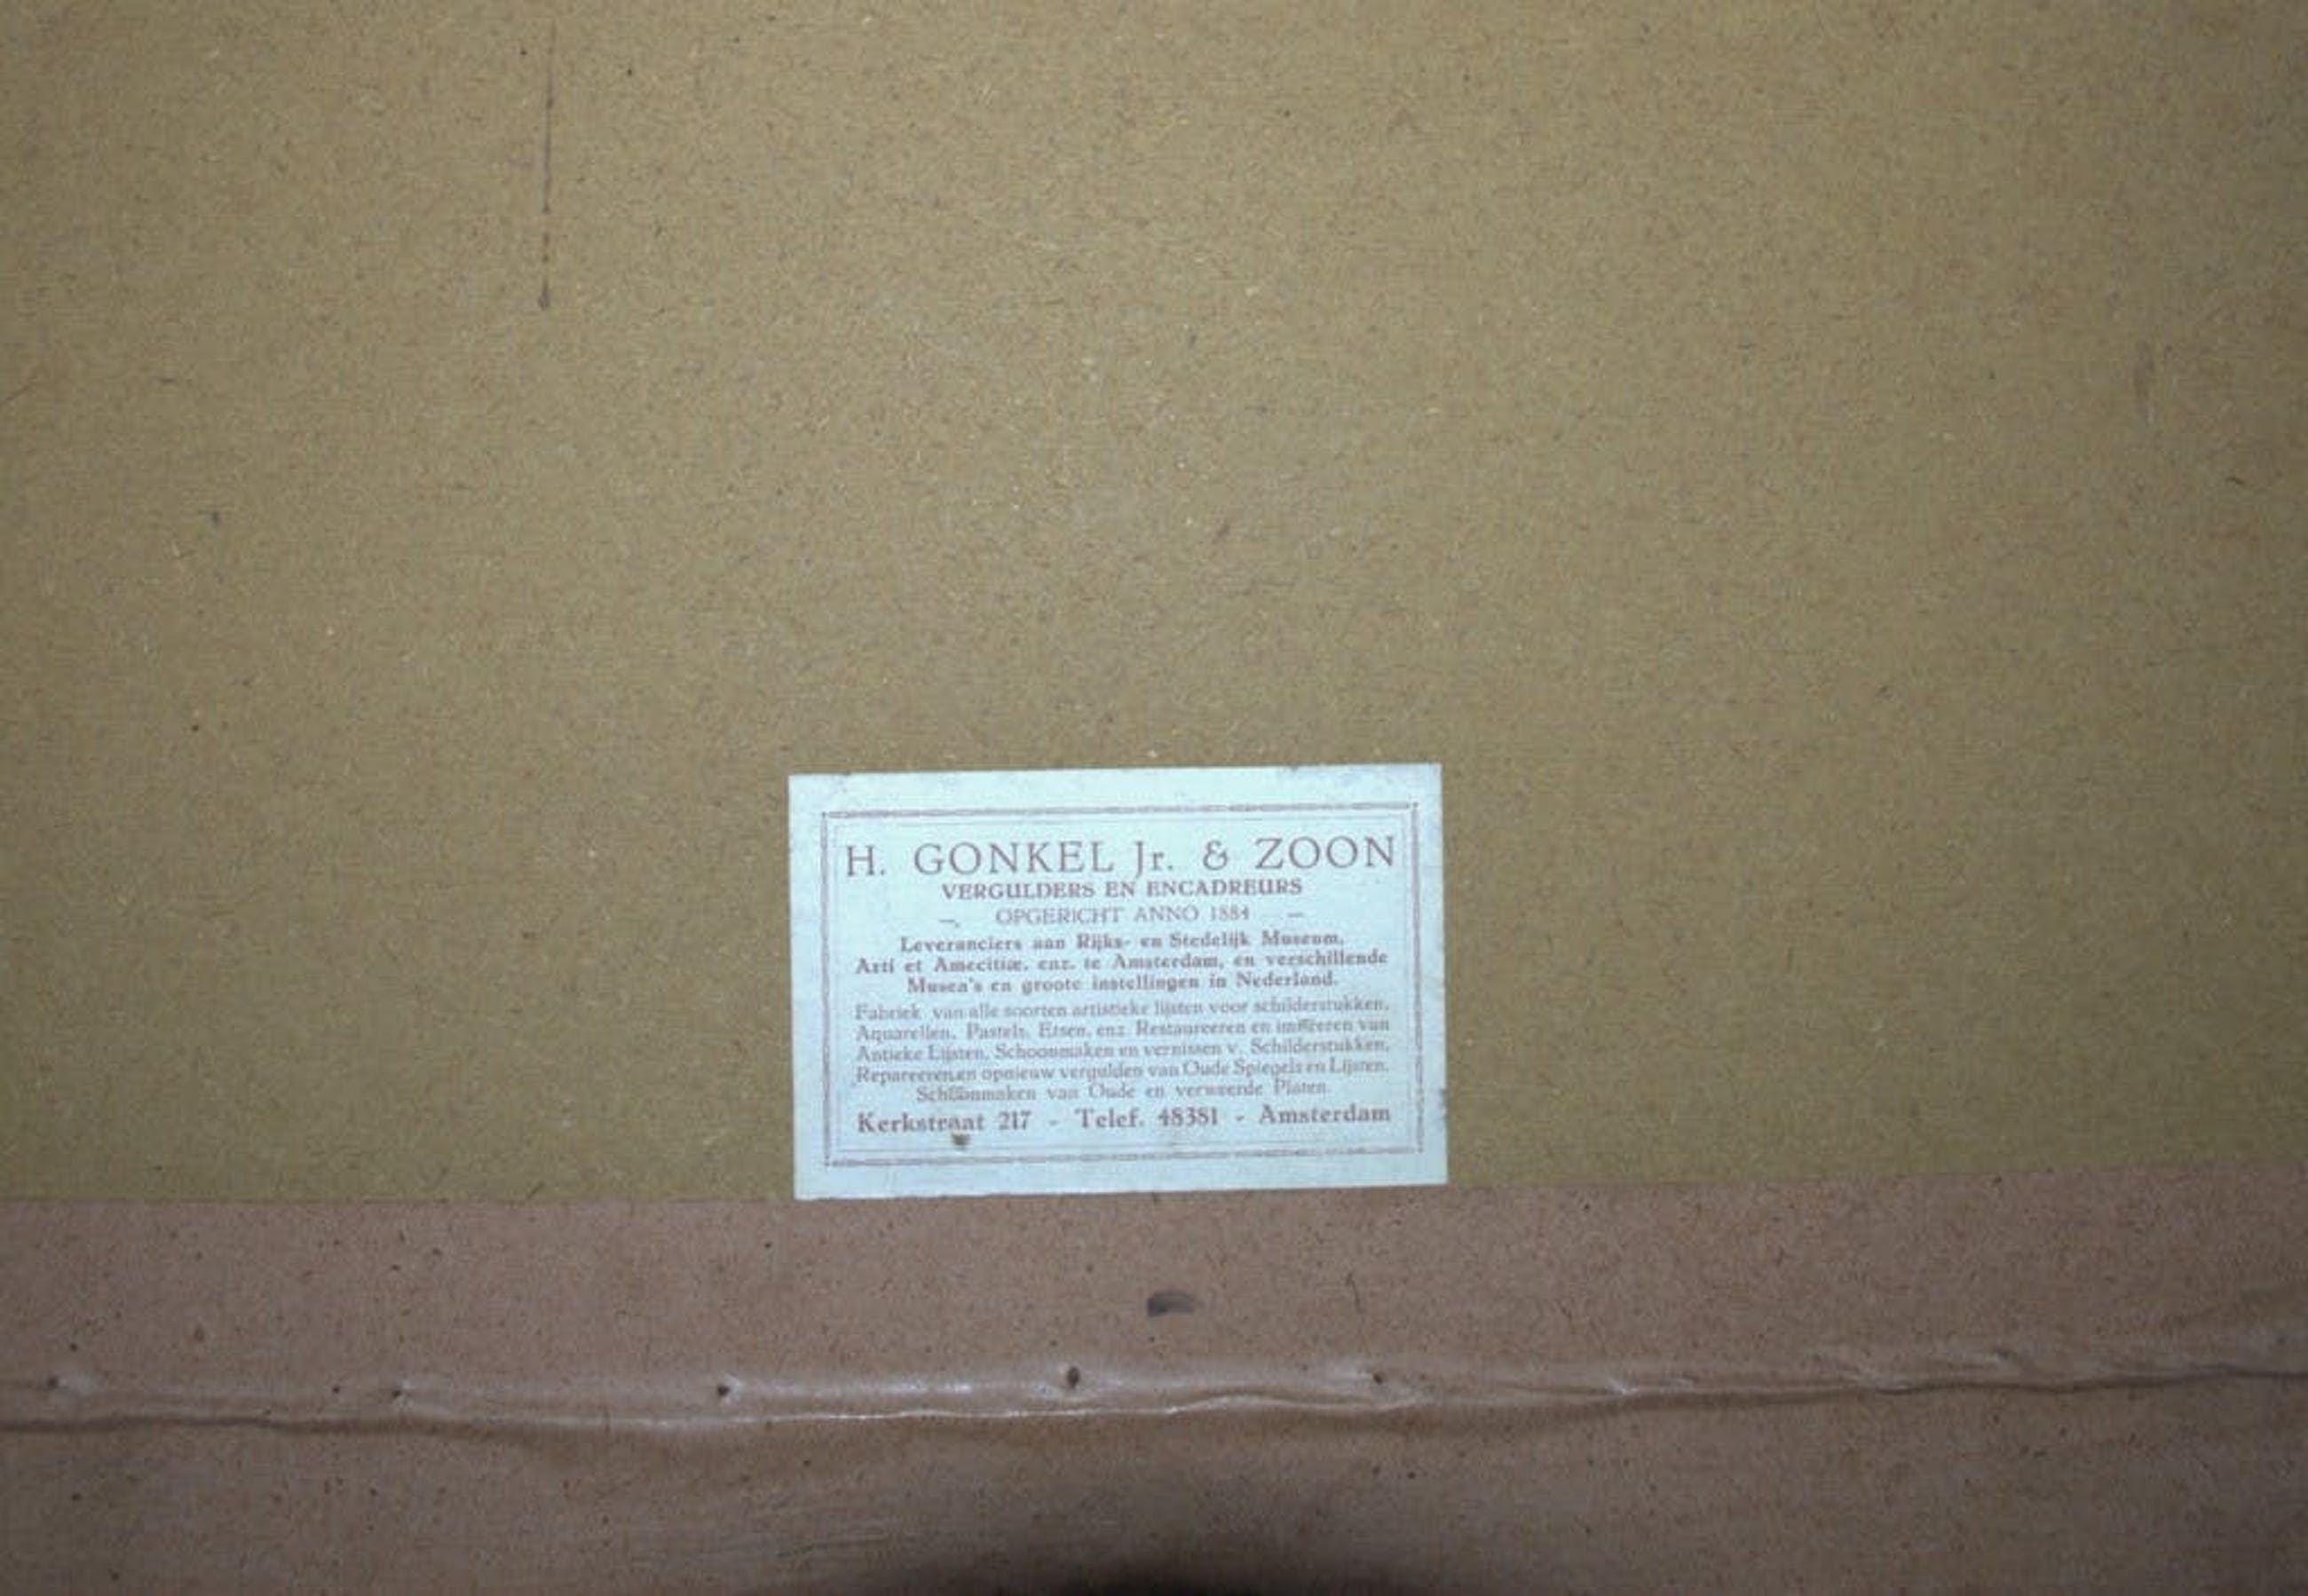 H. GONKEL Jr. & ZOON
VERGULDERS EN ENCADREURS
— OPGERICHT ANNO 1884 —
Leveranciers aan Rijks- en Stedelijk Museum,
Arti et Amecitiæ, enz. te Amsterdam, en verschillende
Musea's en groote instellingen in Nederland.
Fabriek van alle soorten artistieke lijsten voor schilderstukken,
Aquarellen, Pastels, Etsen, enz. Restaureeren en imiteeren van
Antieke Lijsten. Schoonmaken en vernissen v. Schilderstukken.
Repareeren en opnieuw vergulden van Oude Spiegels en Lijsten.
Schoonmaken van Oude en verweerde Platen.
Kerkstraat 217 - Telef. 48381 - Amsterdam